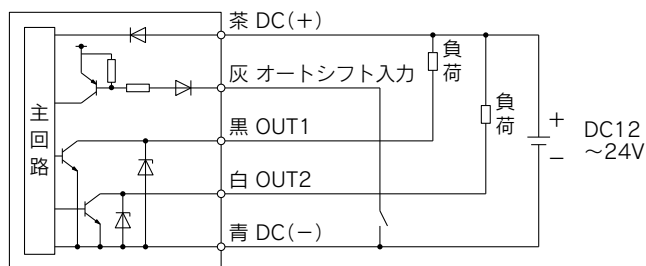 茶 DC(+)
負荷
灰 オートシフト入力
負荷
主回路
黒 OUT1
+
DC12
～24V
−
白 OUT2
青 DC(−)